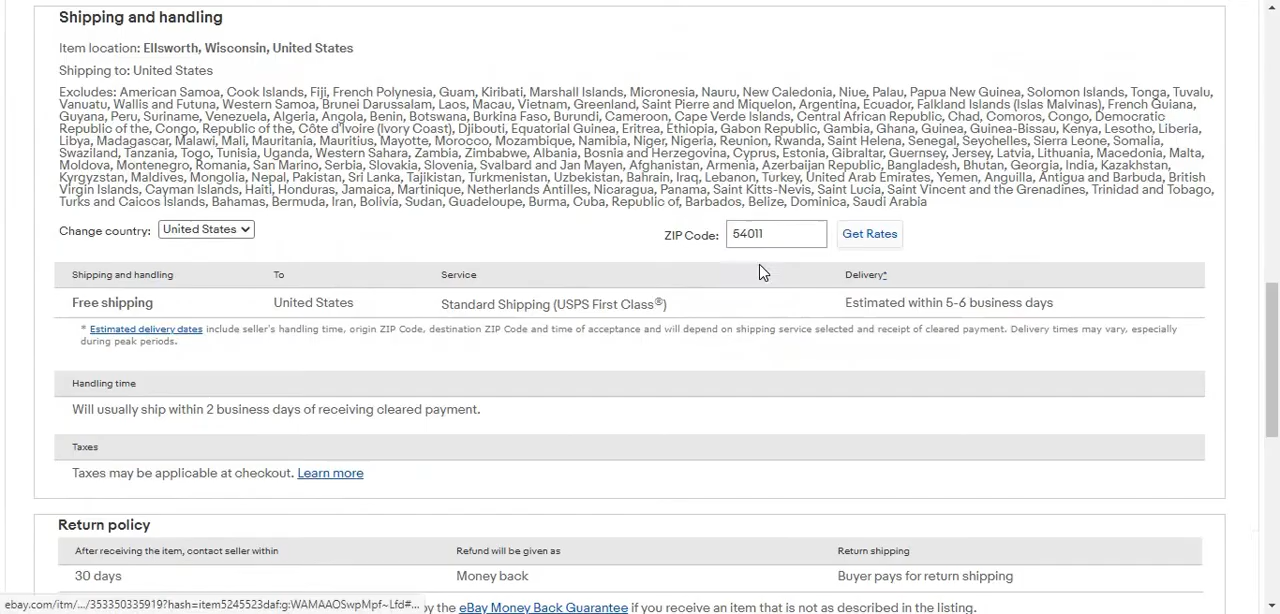 Shipping and handling
Item location: Ellsworth, Wisconsin, United States
Shipping to: United States
Excludes: American Samoa, Cook Islands, Fiji, French Polynesia, Guam, Kiribati, Marshall Islands, Micronesia, Nauru, New Caledonia, Niue, Palau, Papua New Guinea, Solomon Islands, Tonga, Tuvalu,
Vanuatu, Wallis and Futuna, Western Samoa, Brunei Darussalam, Laos, Macau, Vietnam, Greenland, Saint Pierre and Miquelon, Argentina, Ecuador, Falkland Islands (Islas Malvinas), French Guiana,
Guyana, Peru, Suriname, Venezuela, Algeria, Angola, Benin, Botswana, Burkina Faso, Burundi, Cameroon, Cape Verde Islands, Central African Republic, Chad, Comoros, Congo, Democratic
Republic of the, Congo, Republic of the, Côte d'Ivoire (Ivory Coast), Djibouti, Equatorial Guinea, Eritrea, Ethiopia, Gabon Republic, Gambia, Ghana, Guinea, Guinea-Bissau, Kenya, Lesotho, Liberia,
Libya, Madagascar, Malawi, Mali, Mauritania, Mauritius, Mayotte, Morocco, Mozambique, Namibia, Niger, Nigeria, Reunion, Rwanda, Saint Helena, Senegal, Seychelles, Sierra Leone, Somalia,
Swaziland, Tanzania, Togo, Tunisia, Uganda, Western Sahara, Zambia, Zimbabwe, Albania, Bosnia and Herzegovina, Cyprus, Estonia, Gibraltar, Guernsey, Jersey, Latvia, Lithuania, Macedonia, Malta,
Moldova, Montenegro, Romania, San Marino, Serbia, Slovakia, Slovenia, Svalbard and Jan Mayen, Afghanistan, Armenia, Azerbaijan Republic, Bangladesh, Bhutan, Georgia, India, Kazakhstan,
Kyrgyzstan, Maldives, Mongolia, Nepal, Pakistan, Sri Lanka, Tajikistan, Turkmenistan, Uzbekistan, Bahrain, Iraq, Lebanon, Turkey, United Arab Emirates, Yemen, Anguilla, Antigua and Barbuda, British
Virgin Islands, Cayman Islands, Haiti, Honduras, Jamaica, Martinique, Netherlands Antilles, Nicaragua, Panama, Saint Kitts-Nevis, Saint Lucia, Saint Vincent and the Grenadines, Trinidad and Tobago,
Turks and Caicos Islands, Bahamas, Bermuda, Iran, Bolivia, Sudan, Guadeloupe, Burma, Cuba, Republic of, Barbados, Belize, Dominica, Saudi Arabia
Change country: United States ZIP Code: 54011 Get Rates
Shipping and handling To Service Delivery*
Free shipping United States Standard Shipping (USPS First Class®) Estimated within 5-6 business days
* Estimated delivery dates include seller's handling time, origin ZIP Code, destination ZIP Code and time of acceptance and will depend on shipping service selected and receipt of cleared payment. Delivery times may vary, especially
during peak periods.
Handling time
Will usually ship within 2 business days of receiving cleared payment.
Taxes
Taxes may be applicable at checkout. Learn more
Return policy
After receiving the item, contact seller within Refund will be given as Return shipping
30 days Money back Buyer pays for return shipping
ebay.com/itm/.../353350335919?hash=item5245523daf:g:WAMAAOSwpMpf~Lfd#... by the eBay Money Back Guarantee if you receive an item that is not as described in the listing.